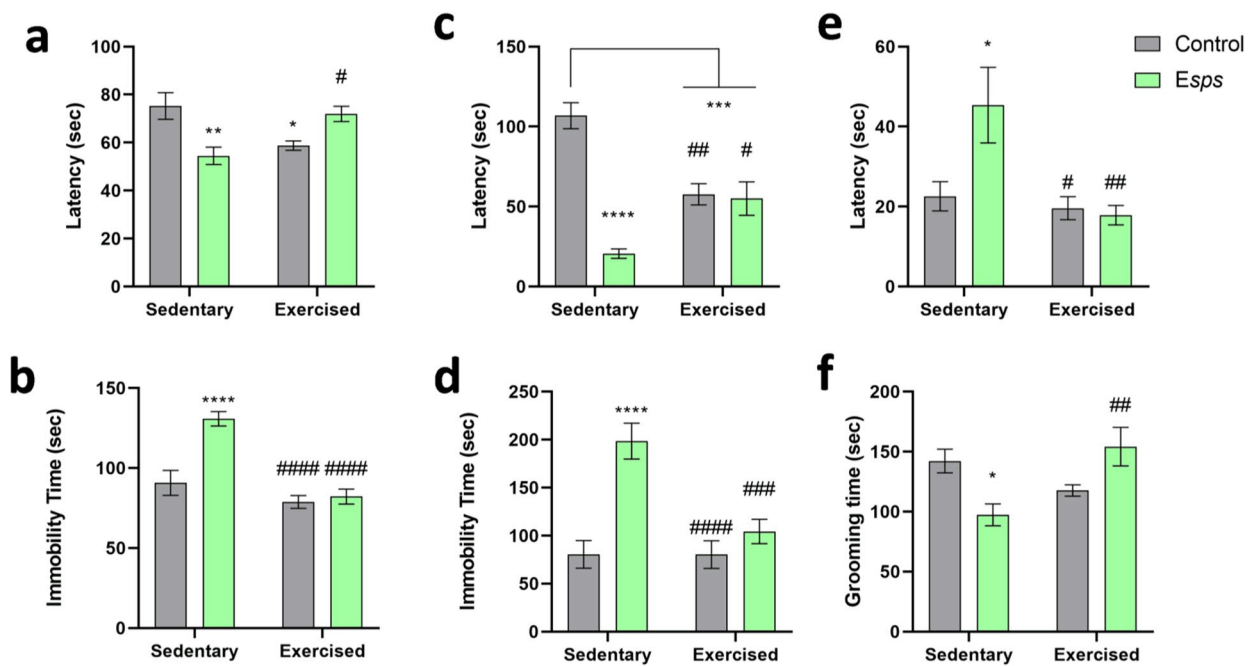 a
Latency (sec)
100
80
60
40
20
0
**
*
#
Sedentary Exercised
c
Latency (sec)
150
100
50
0
****
***
##
#
Sedentary Exercised
e
Latency (sec)
60
40
20
0
*
#
##
Sedentary Exercised
Control
Esps
b
Immobility Time (sec)
150
100
50
0
****
####
####
Sedentary Exercised
d
Immobility Time (sec)
250
200
150
100
50
0
****
####
###
Sedentary Exercised
f
Grooming time (sec)
200
150
100
50
0
*
##
Sedentary Exercised